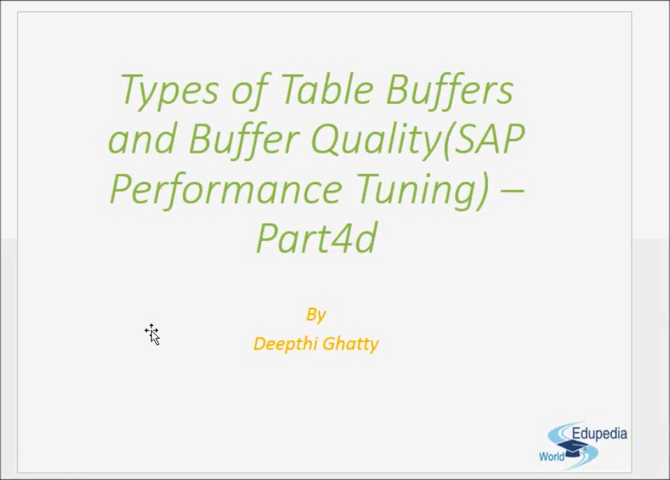 Types of Table Buffers
and Buffer Quality(SAP
Performance Tuning) –
Part4d
By
Deepthi Ghatty
Edupedia
World